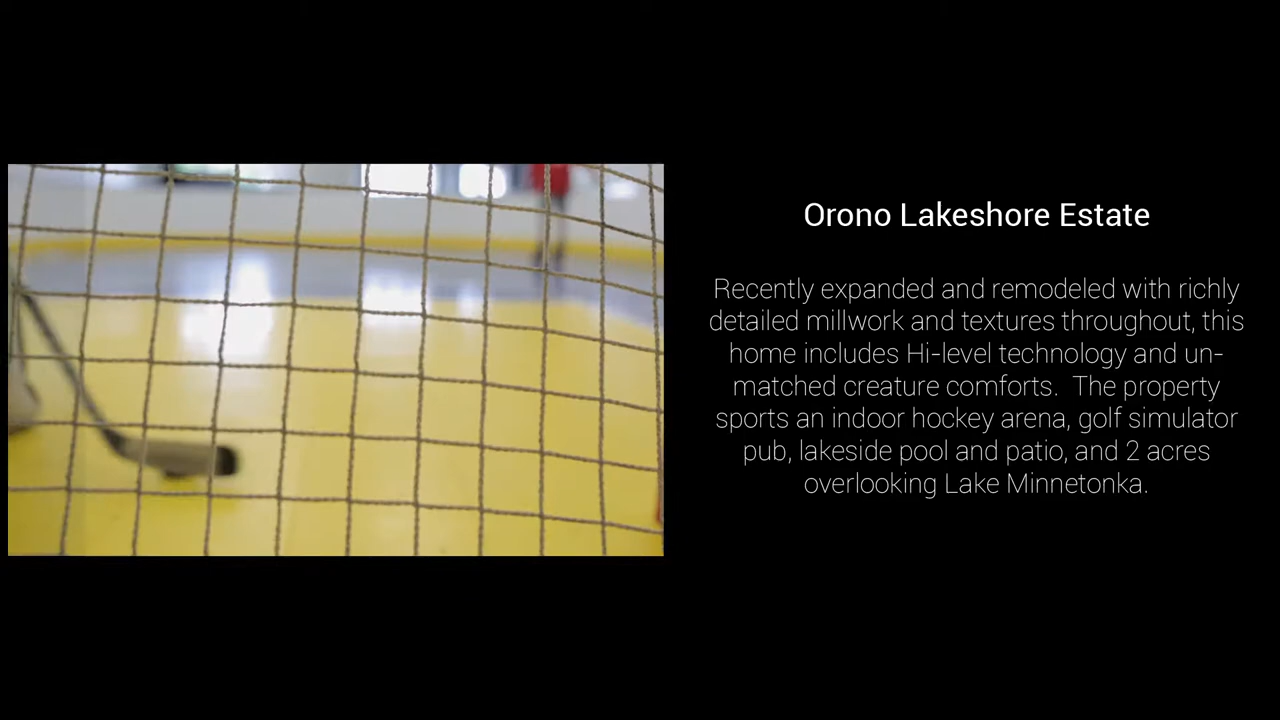 Orono Lakeshore Estate
Recently expanded and remodeled with richly
detailed millwork and textures throughout, this
home includes Hi-level technology and un-
matched creature comforts.  The property
sports an indoor hockey arena, golf simulator
pub, lakeside pool and patio, and 2 acres
overlooking Lake Minnetonka.